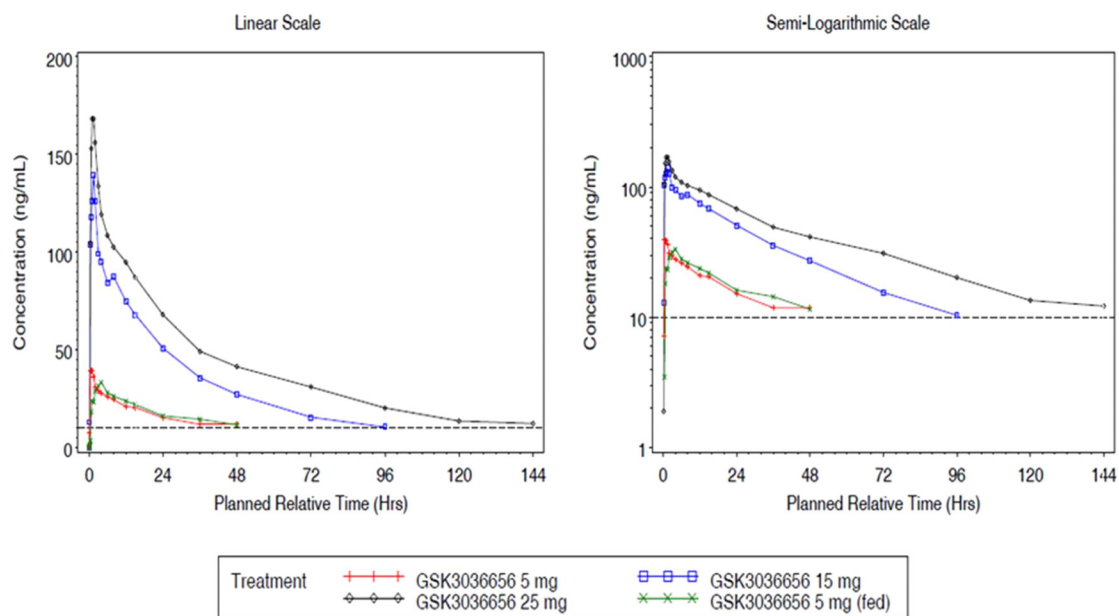 Linear Scale
Semi-Logarithmic Scale
200
150
100
50
0
Concentration (ng/mL)
0 24 48 72 96 120 144
Planned Relative Time (Hrs)
1000
100
10
1
Concentration (ng/mL)
0 24 48 72 96 120 144
Planned Relative Time (Hrs)
Treatment
GSK3036656 5 mg
GSK3036656 15 mg
GSK3036656 25 mg
GSK3036656 5 mg (fed)